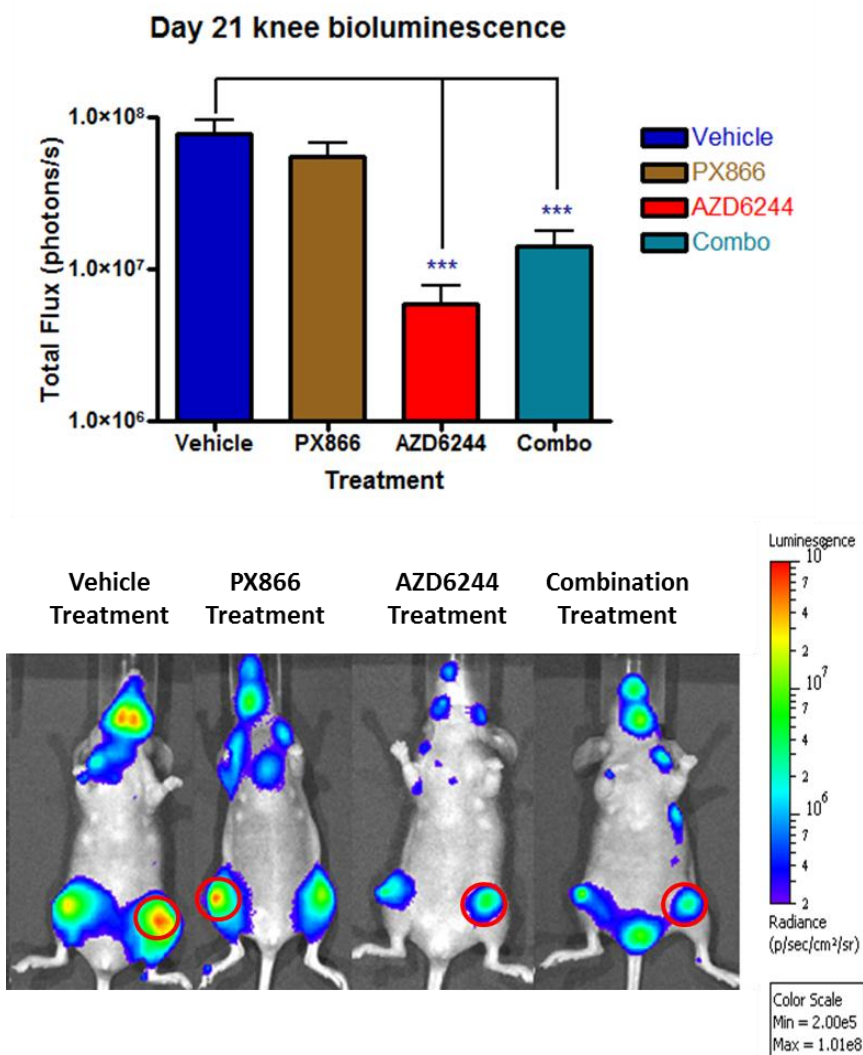 Day 21 knee bioluminescence
Total Flux (photons/s)
1.0×10⁸
1.0×10⁷
1.0×10⁶
***
***
Vehicle
PX866
AZD6244
Combo
Vehicle PX866 AZD6244 Combo
Treatment
Vehicle PX866 AZD6244 Combination
Treatment Treatment Treatment Treatment
Luminescence
10⁸
4
2
10⁷
7
4
2
10⁶
7
4
2
Radiance
(p/sec/cm²/sr)
Color Scale
Min = 2.00e5
Max = 1.01e8